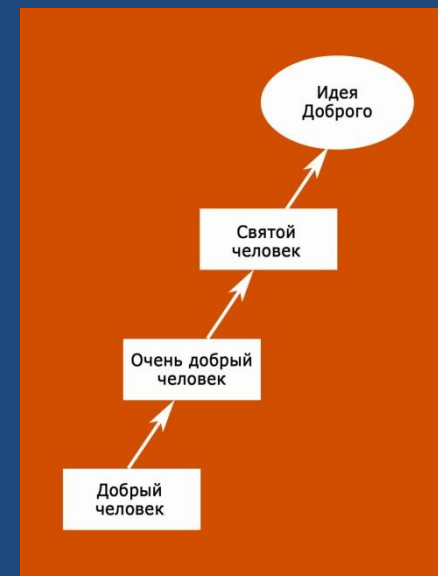 Идея
Доброго
Святой
человек
Очень добрый
человек
Добрый
человек